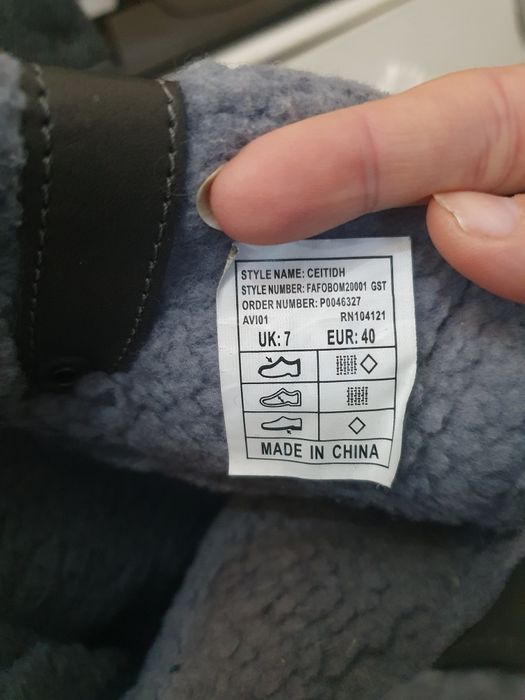 STYLE NAME: CEITIDH
STYLE NUMBER: FAFOBOM20001 GST
ORDER NUMBER: P0046327
AVI01 RN104121
UK: 7 EUR: 40
MADE IN CHINA